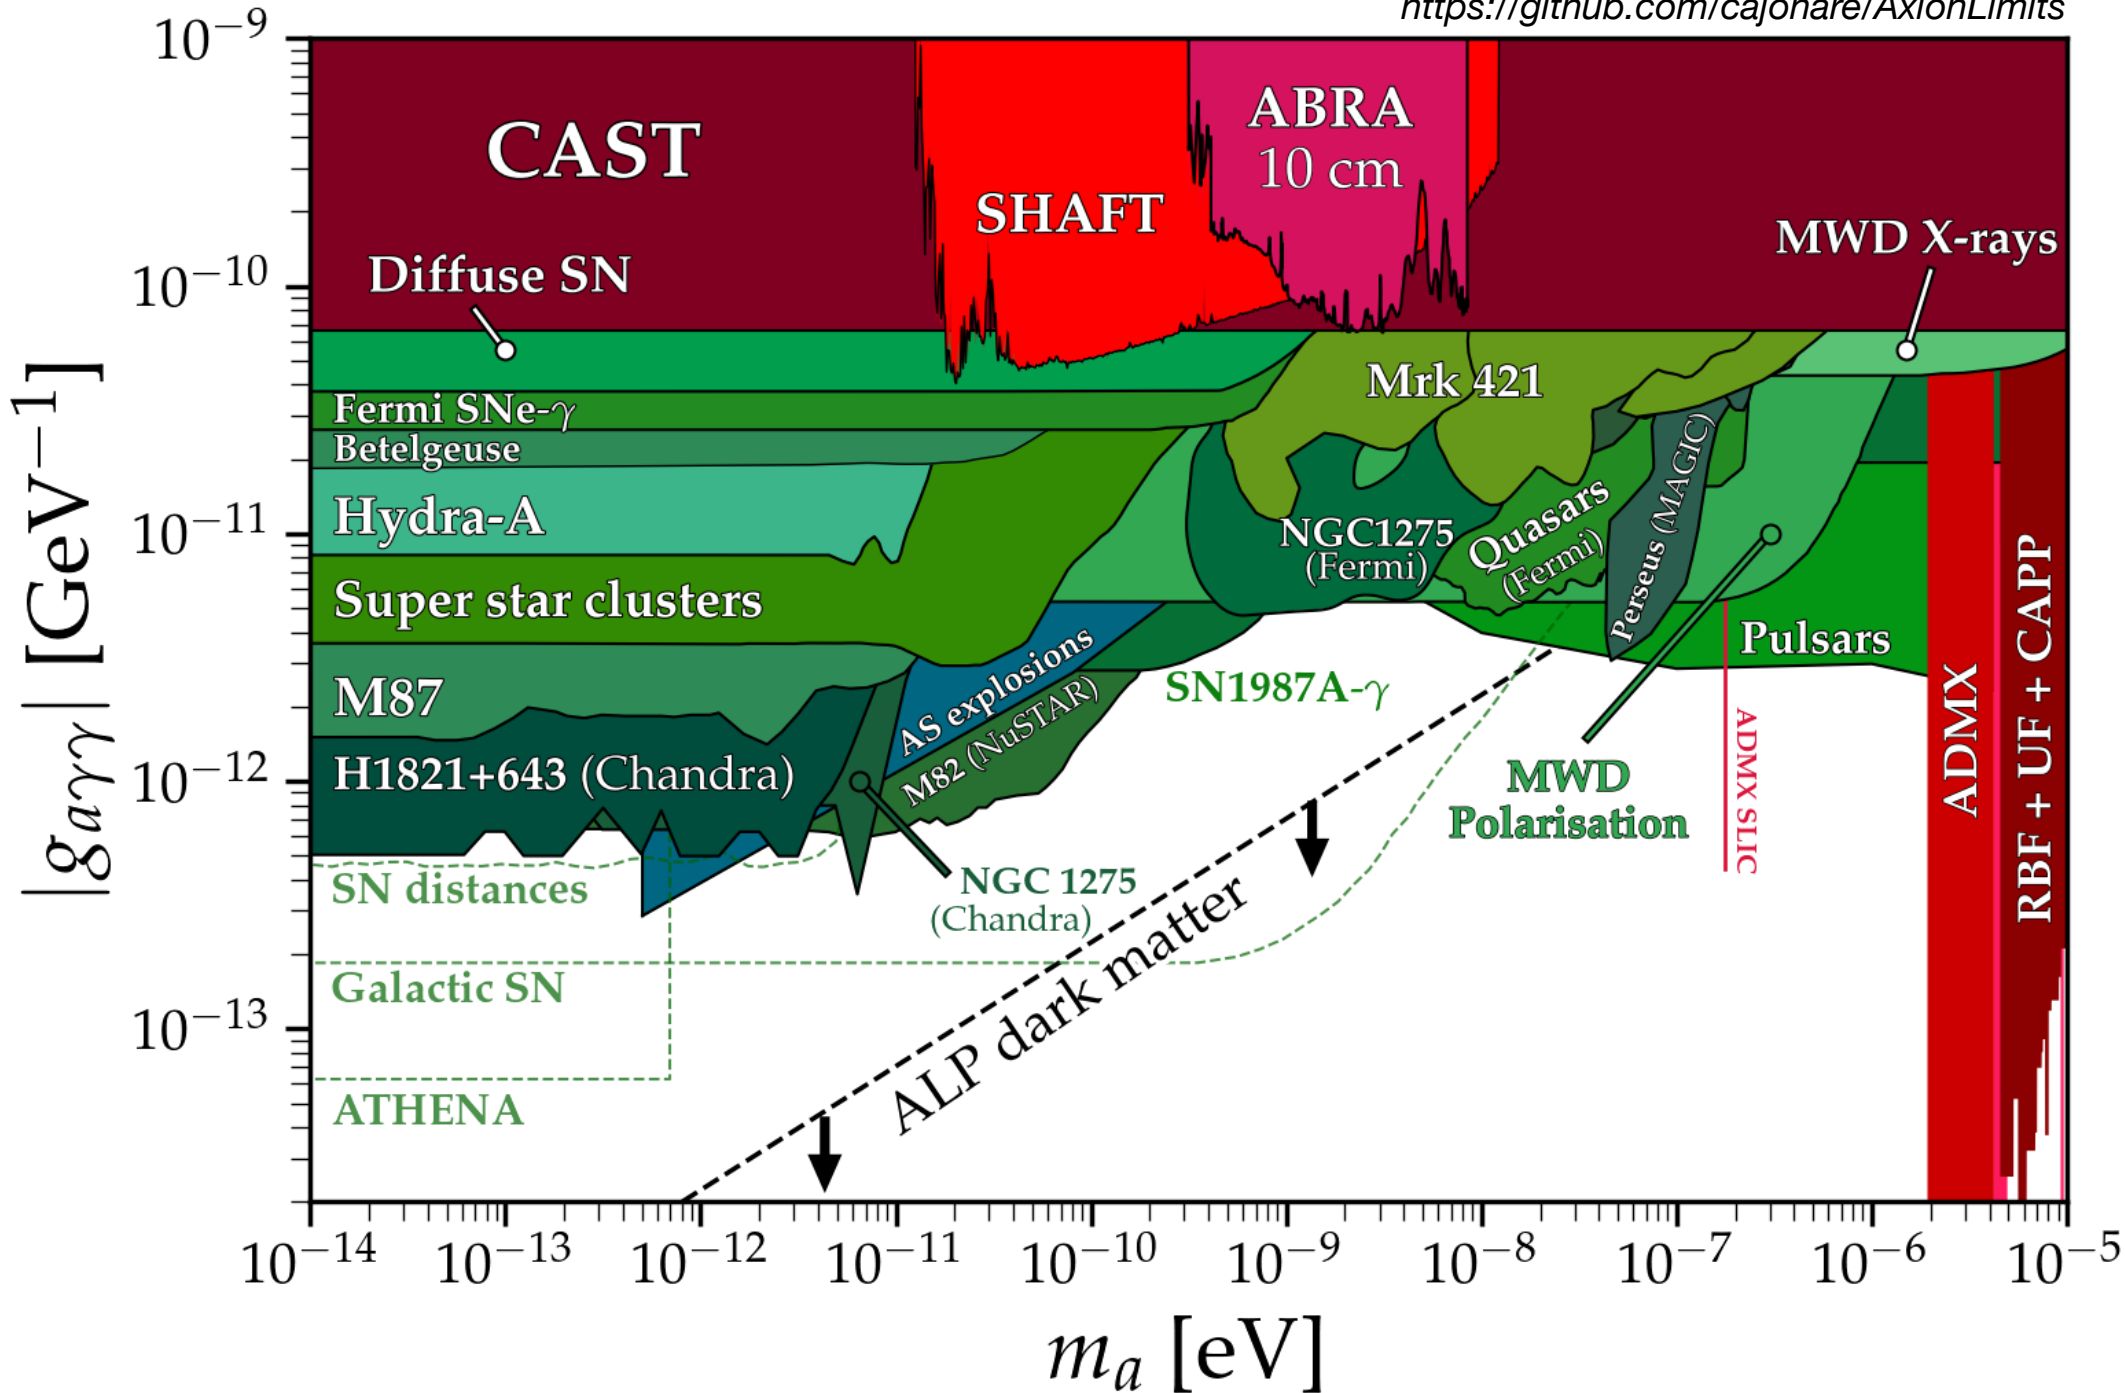 https://github.com/cajohare/AxionLimits
10⁻⁹
10⁻¹⁰
10⁻¹¹
10⁻¹²
10⁻¹³
|gₐᵧᵧ| [GeV⁻¹]
CAST
SHAFT
ABRA
10 cm
MWD X-rays
Diffuse SN
Fermi SNe-γ
Betelgeuse
Hydra-A
Super star clusters
M87
H1821+643 (Chandra)
Mrk 421
NGC1275
(Fermi)
Quasars
(Fermi)
Perseus (MAGIC)
Pulsars
AS explosions
M82 (NuSTAR)
SN1987A-γ
MWD
Polarisation
ADMX SLIC
ADMX
RBF + UF + CAPP
NGC 1275
(Chandra)
SN distances
Galactic SN
ATHENA
ALP dark matter
10⁻¹⁴ 10⁻¹³ 10⁻¹² 10⁻¹¹ 10⁻¹⁰ 10⁻⁹ 10⁻⁸ 10⁻⁷ 10⁻⁶ 10⁻⁵
mₐ [eV]